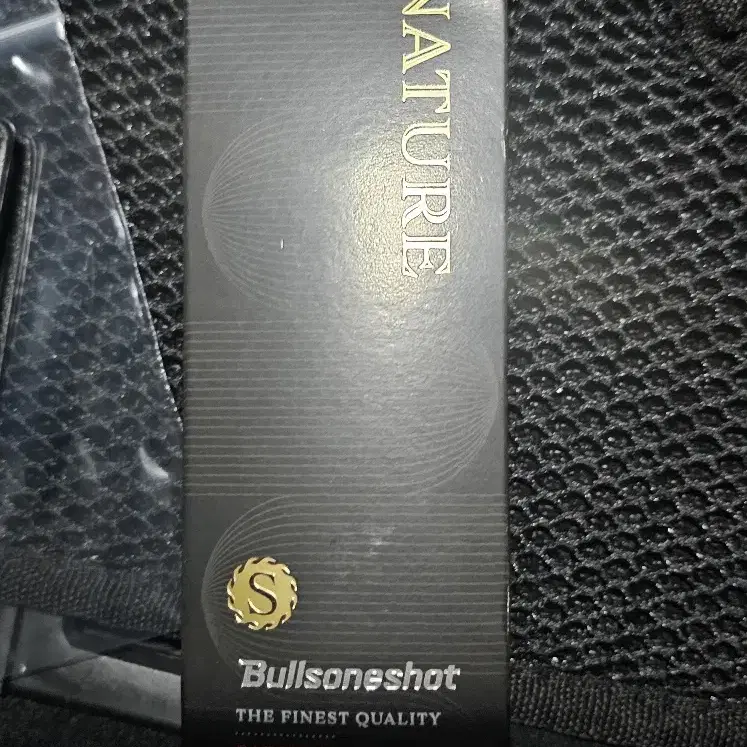 NATURE
S
Bullsoneshot
THE FINEST QUALITY